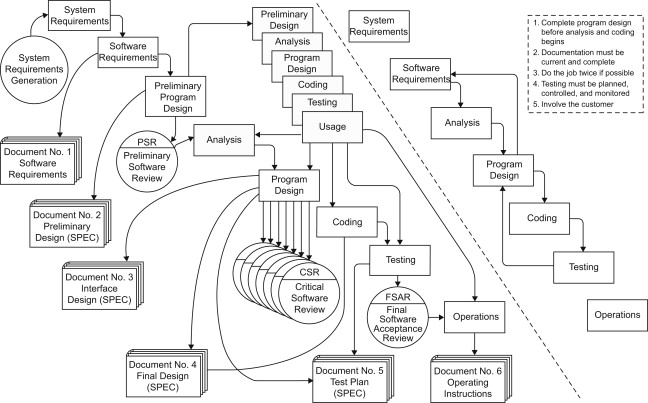 System
Requirements
System
Requirements
Generation
Software
Requirements
Preliminary
Program
Design
Preliminary
Design
Analysis
Program
Design
Coding
Testing
Usage
PSR
Preliminary
Software
Review
Analysis
Program
Design
Coding
Testing
CSR
Critical
Software
Review
FSAR
Final
Software
Acceptance
Review
Operations
Document No. 1
Software
Requirements
Document No. 2
Preliminary
Design (SPEC)
Document No. 3
Interface
Design (SPEC)
Document No. 4
Final Design
(SPEC)
Document No. 5
Test Plan
(SPEC)
Document No. 6
Operating
Instructions
System
Requirements
Software
Requirements
Analysis
Program
Design
Coding
Testing
Operations
1. Complete program design
before analysis and coding
begins
2. Documentation must be
current and complete
3. Do the job twice if possible
4. Testing must be planned,
controlled, and monitored
5. Involve the customer